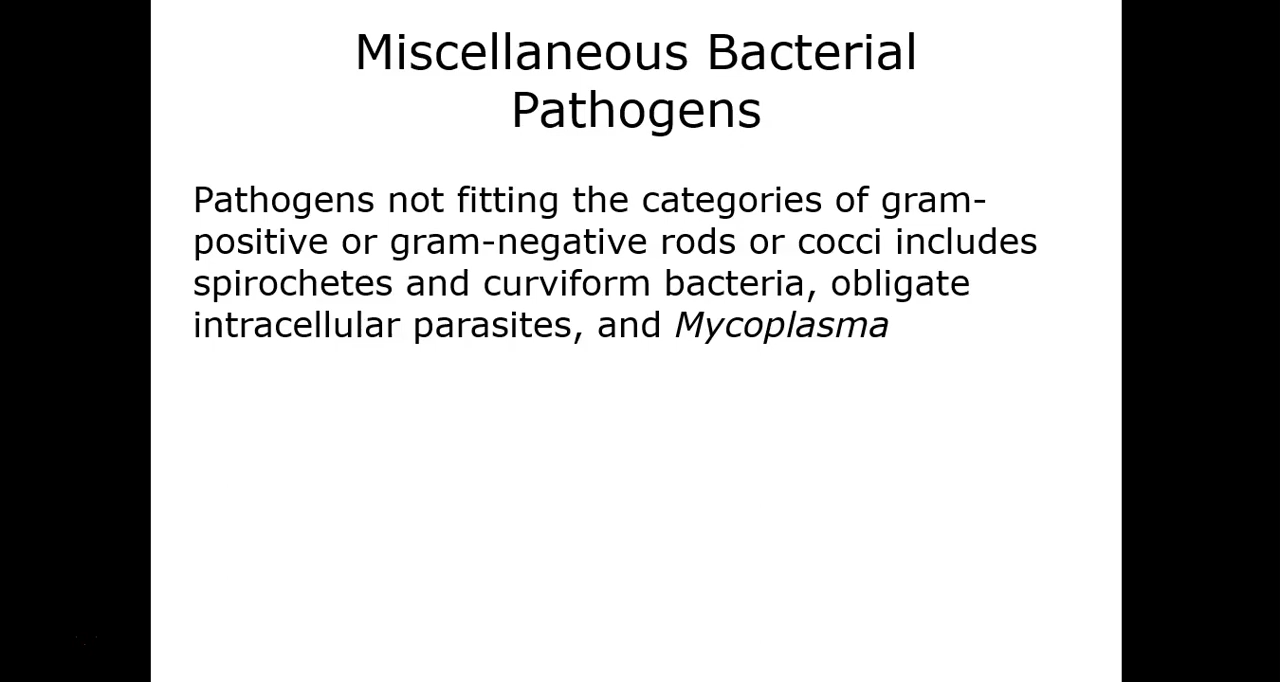 Miscellaneous Bacterial
Pathogens
Pathogens not fitting the categories of gram-
positive or gram-negative rods or cocci includes
spirochetes and curviform bacteria, obligate
intracellular parasites, and Mycoplasma